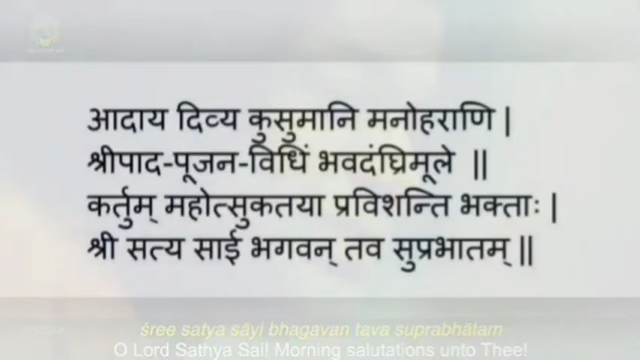 आदाय दिव्य कुसुमानि मनोहराणि |
श्रीपाद-पूजन-विधिं भवदंघ्रिमूले ||
कर्तुम् महोत्सुकतया प्रविशन्ति भक्ताः |
श्री सत्य साई भगवन् तव सुप्रभातम् ||
śree satya sāyi bhagavan tava suprabhātam
O Lord Sathya Sai! Morning salutations unto Thee!